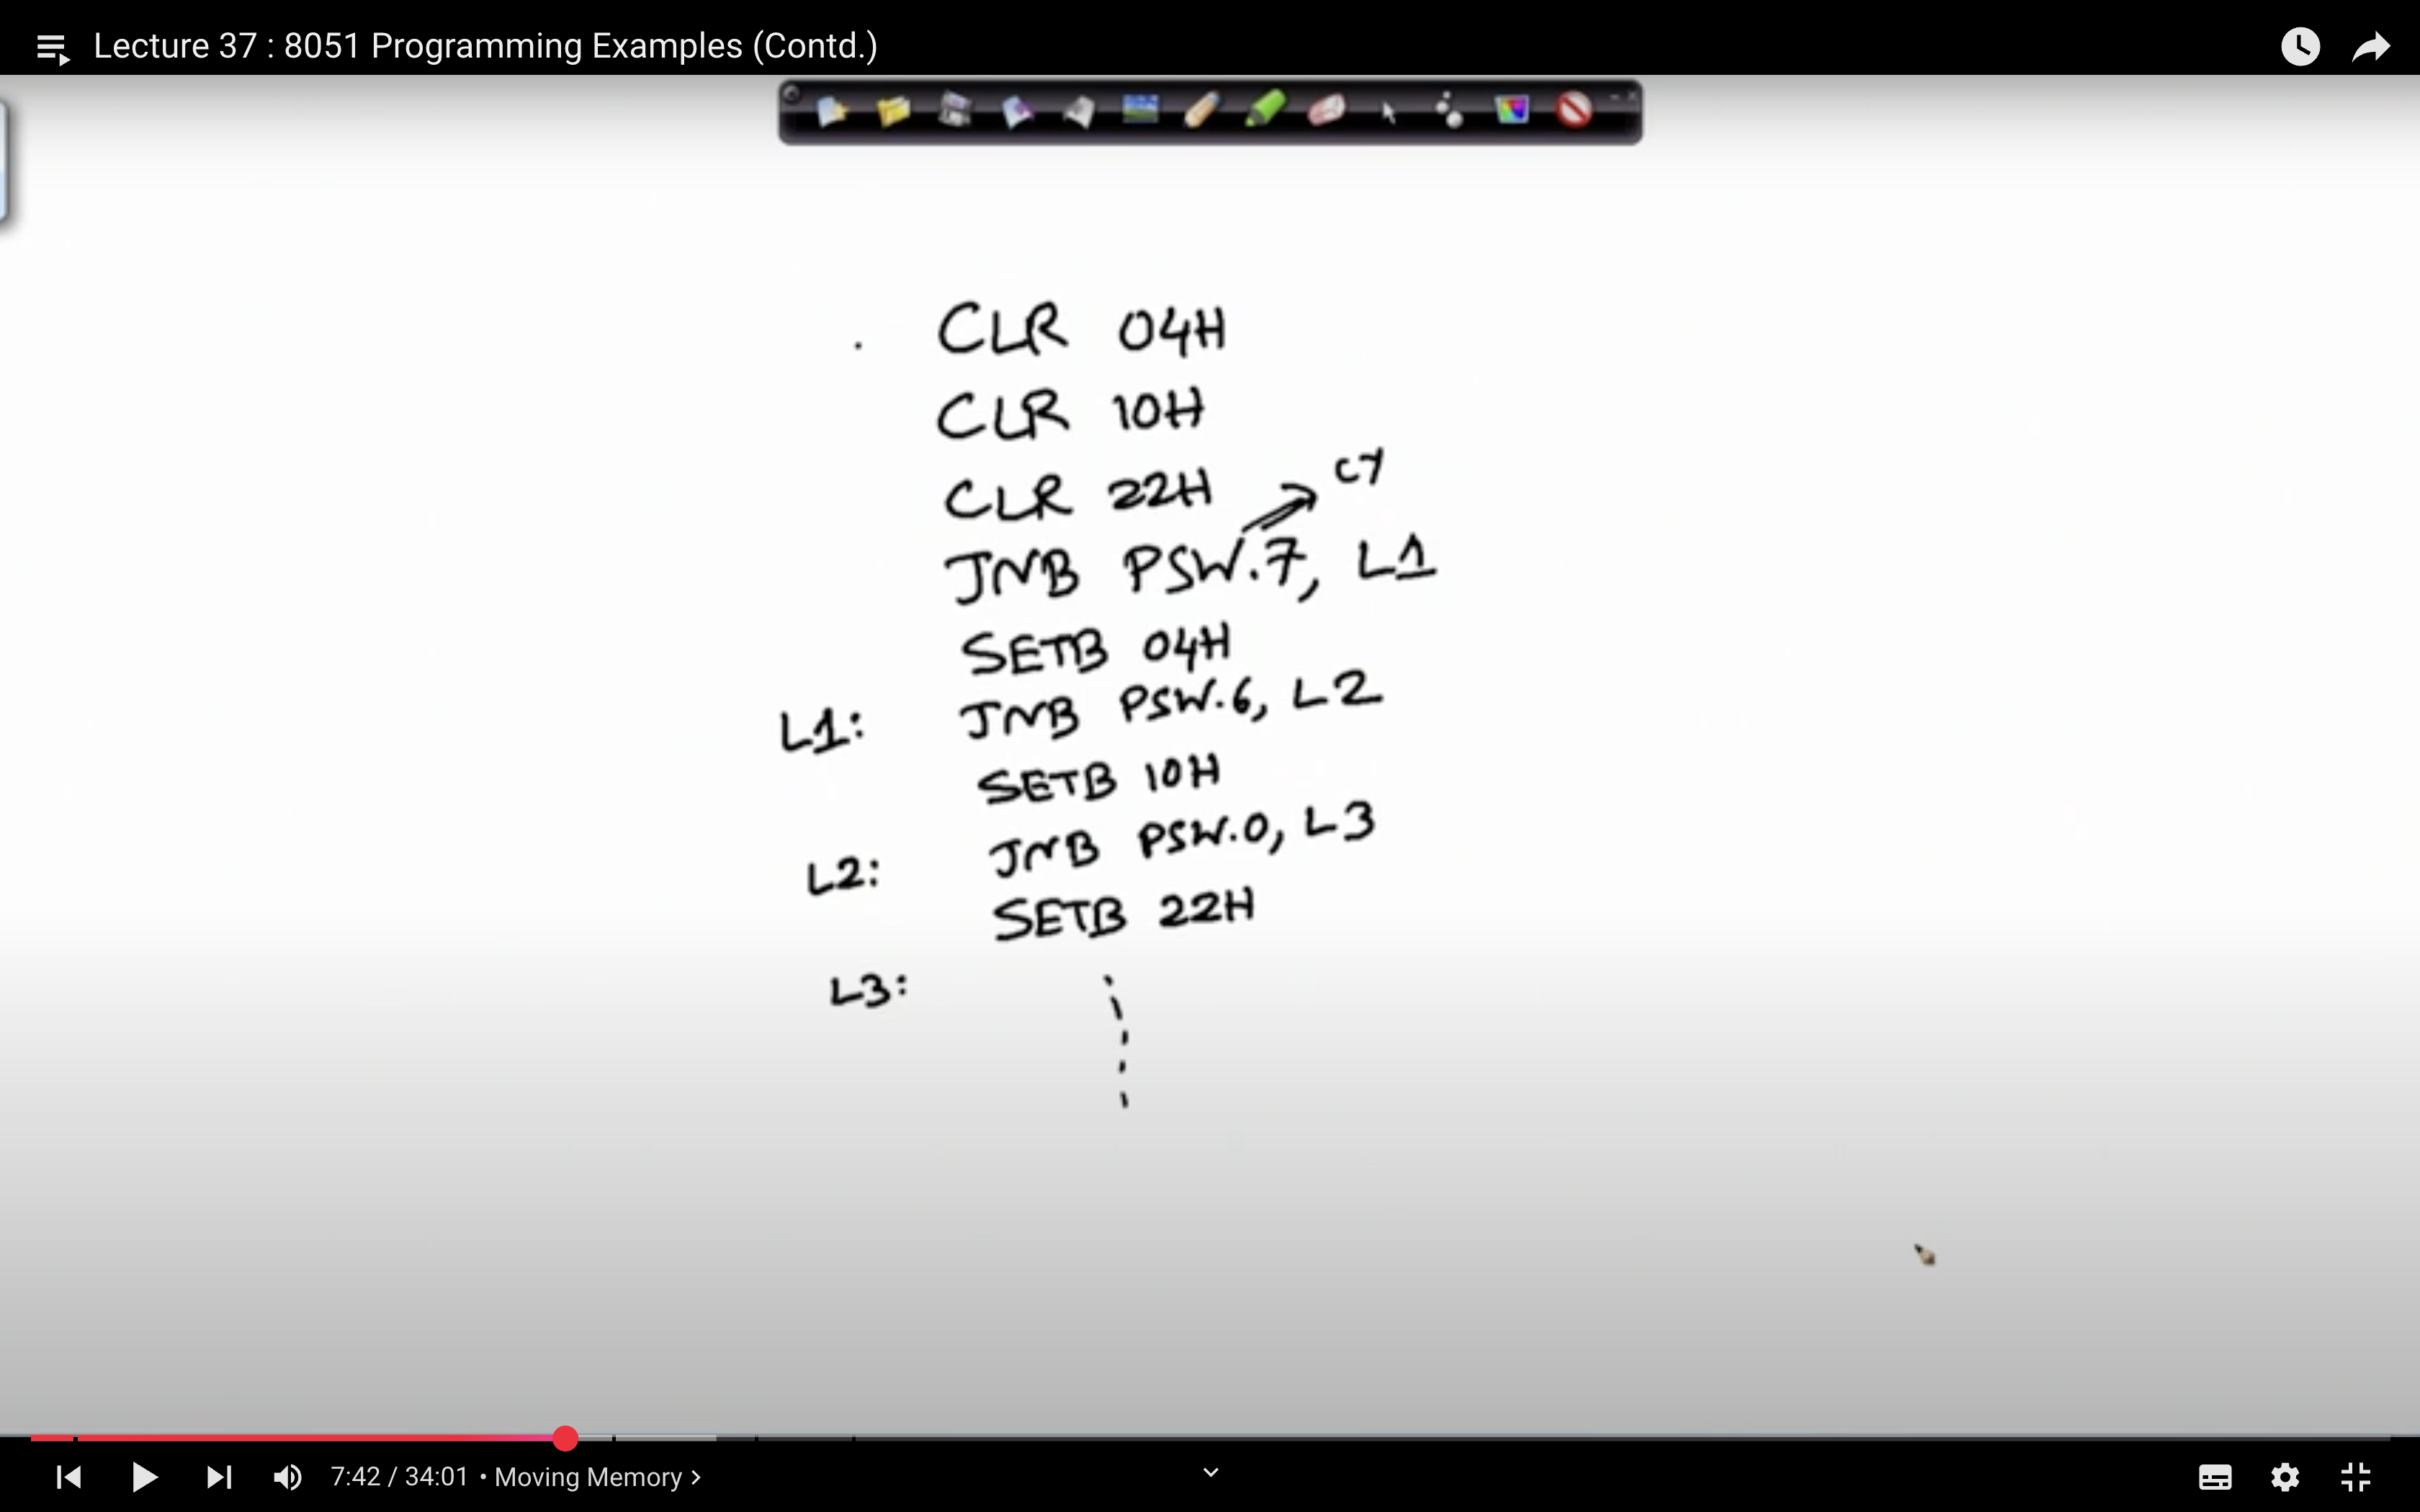 Lecture 37 : 8051 Programming Examples (Contd.)
CLR 04H
CLR 10H
CLR 22H
CY
JNB PSW.7, L1
SETB 04H
L1: JNB PSW.6, L2
SETB 10H
L2: JNB PSW.0, L3
SETB 22H
L3:
7:42 / 34:01 • Moving Memory >